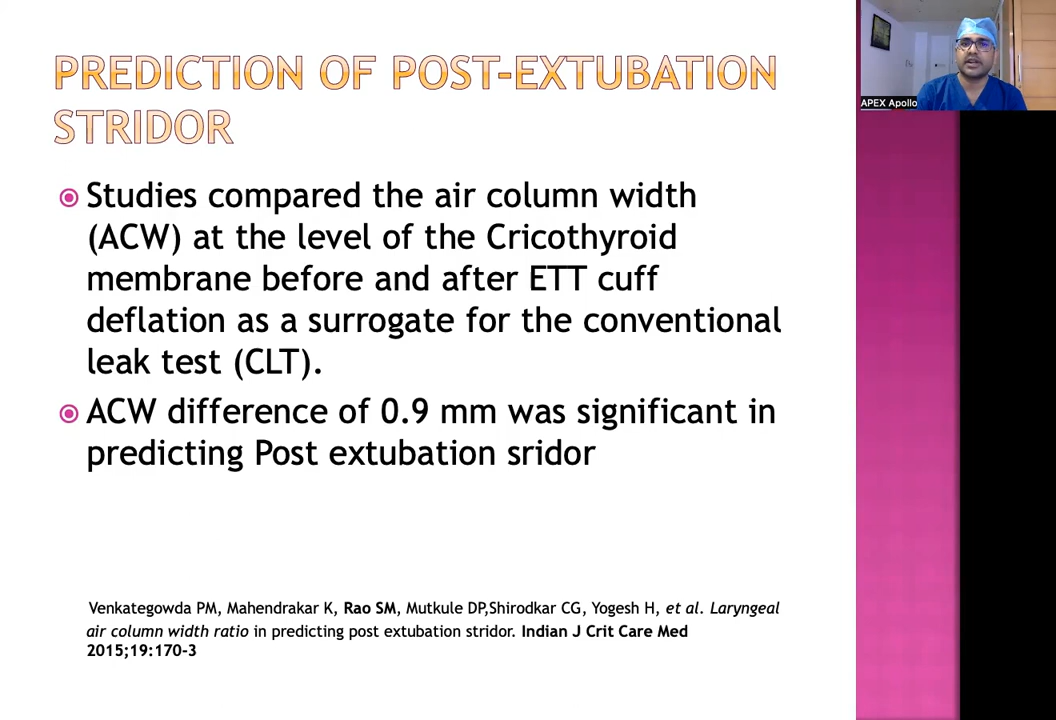 PREDICTION OF POST-EXTUBATION
STRIDOR
Studies compared the air column width
(ACW) at the level of the Cricothyroid
membrane before and after ETT cuff
deflation as a surrogate for the conventional
leak test (CLT).
ACW difference of 0.9 mm was significant in
predicting Post extubation sridor
Venkategowda PM, Mahendrakar K, Rao SM, Mutkule DP,Shirodkar CG, Yogesh H, et al. Laryngeal
air column width ratio in predicting post extubation stridor. Indian J Crit Care Med
2015;19:170-3
APEX Apollo